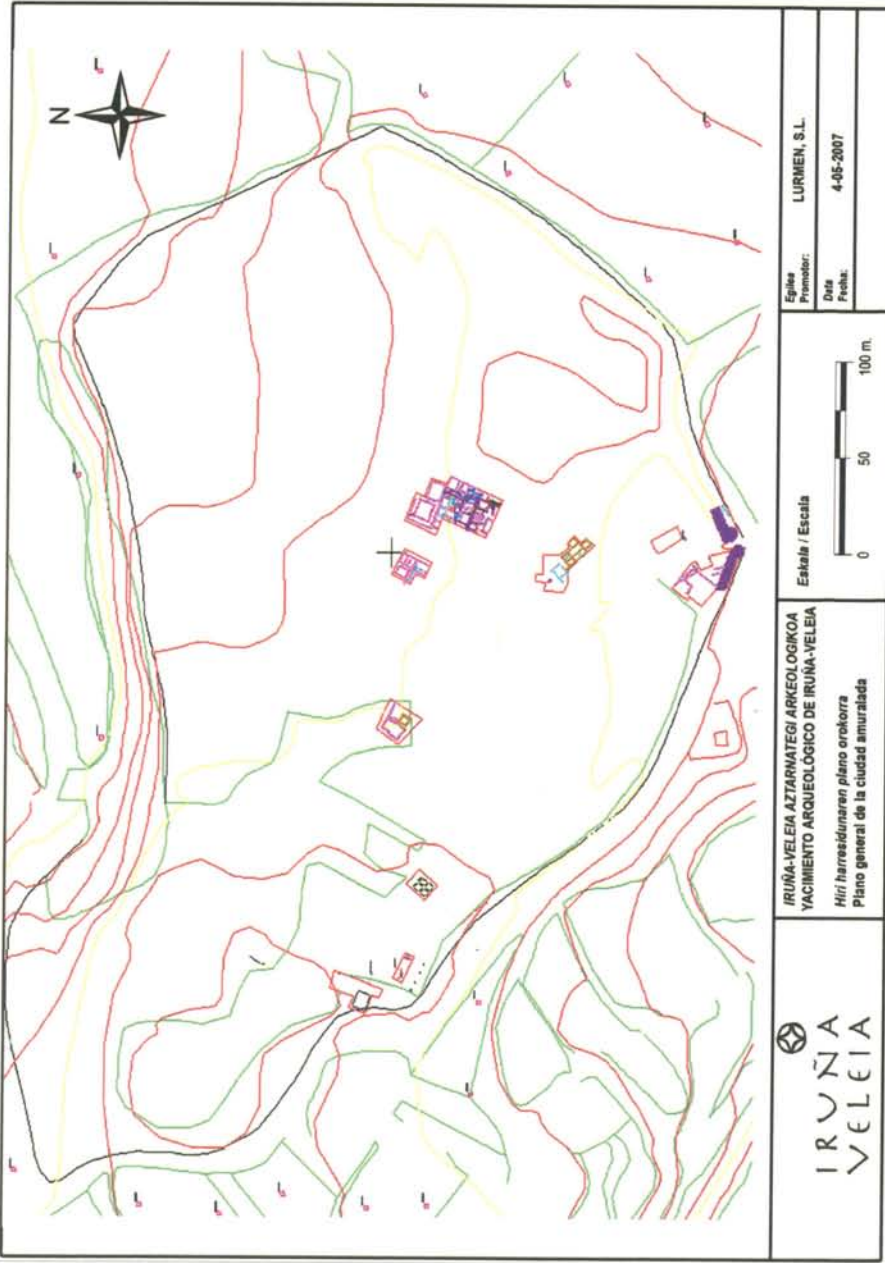 N
IRUÑA
VELEIA
IRUÑA-VELEIA AZTARNATEGI ARKEOLOGIKOA
YACIMIENTO ARQUEOLÓGICO DE IRUÑA-VELEIA
Hiri harresidunaren plano orokorra
Plano general de la ciudad amuralada
Eskala / Escala
0 50 100 m.
Egilea
Promotor: LURMEN, S.L.
Data
Fecha: 4-05-2007